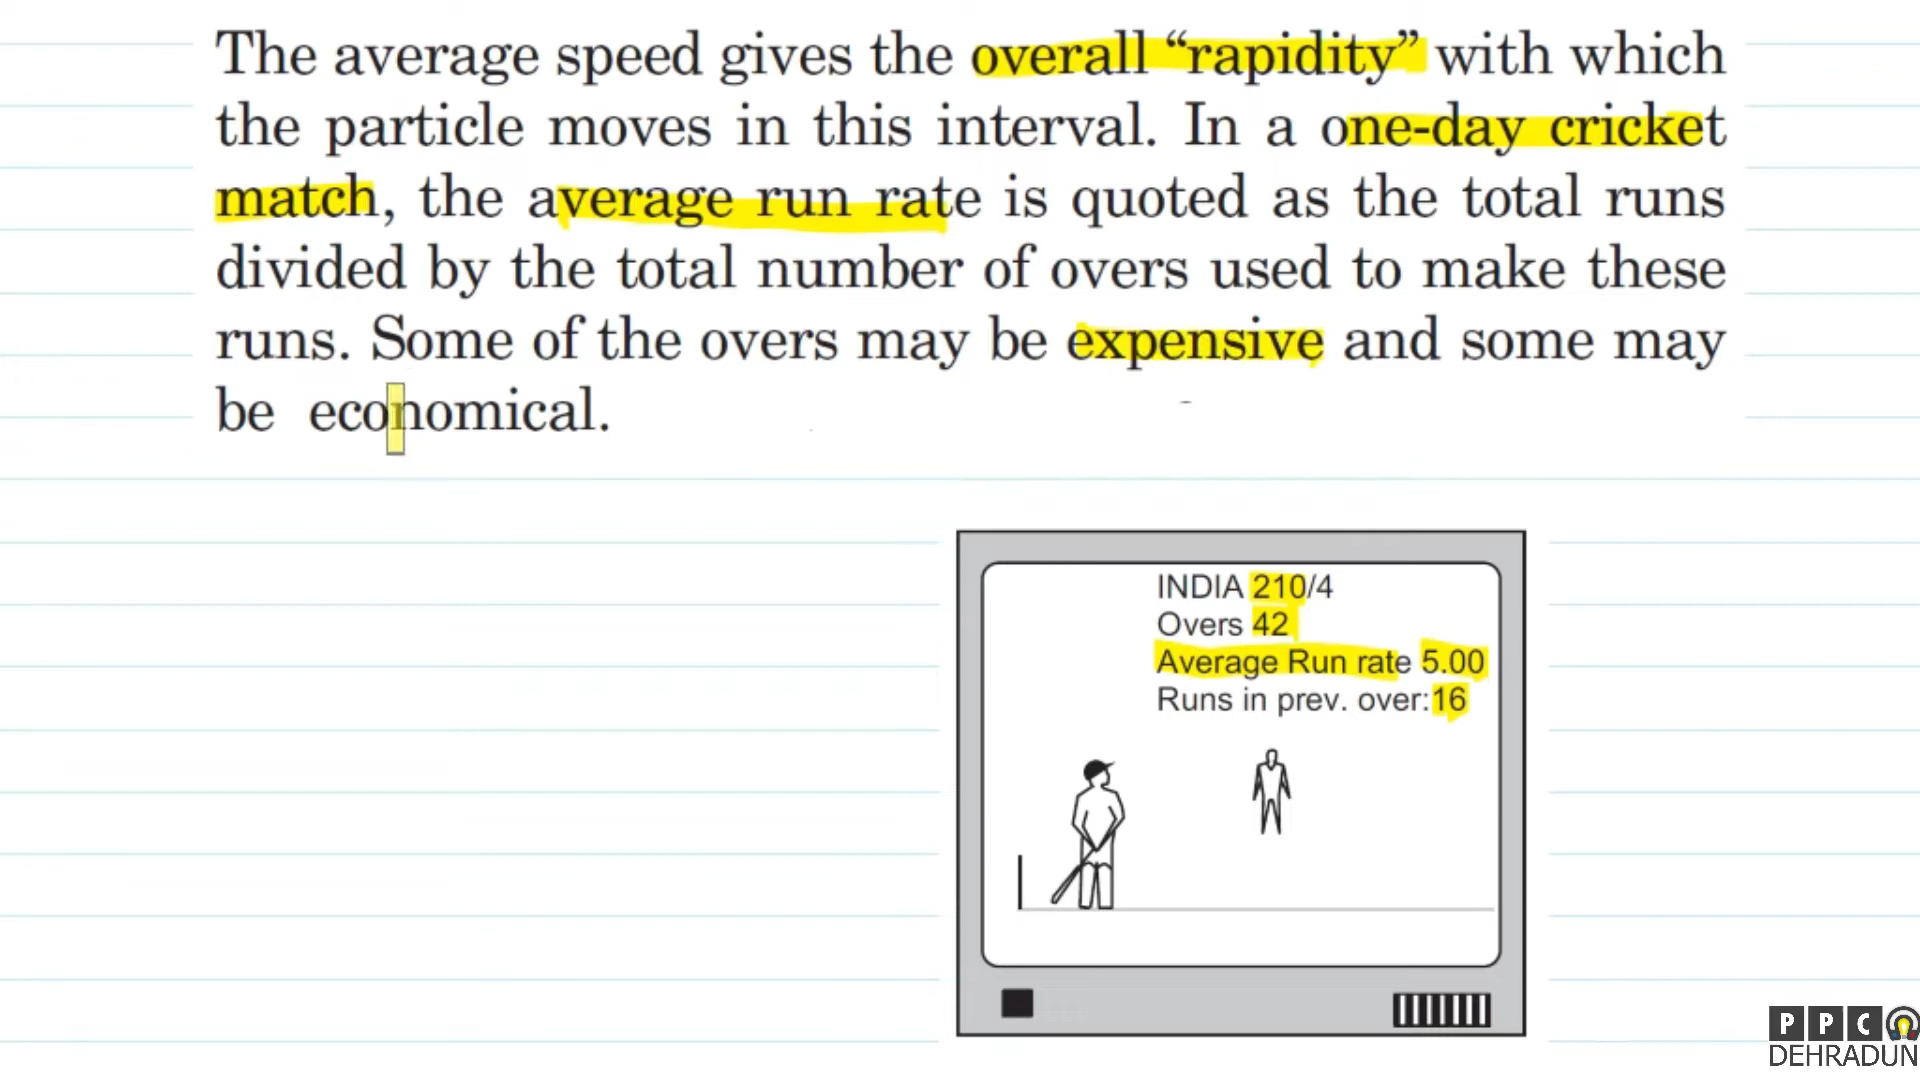 The average speed gives the overall “rapidity” with which
the particle moves in this interval. In a one-day cricket
match, the average run rate is quoted as the total runs
divided by the total number of overs used to make these
runs. Some of the overs may be expensive and some may
be economical.
INDIA 210/4
Overs 42
Average Run rate 5.00
Runs in prev. over:16
PPC
DEHRADUN